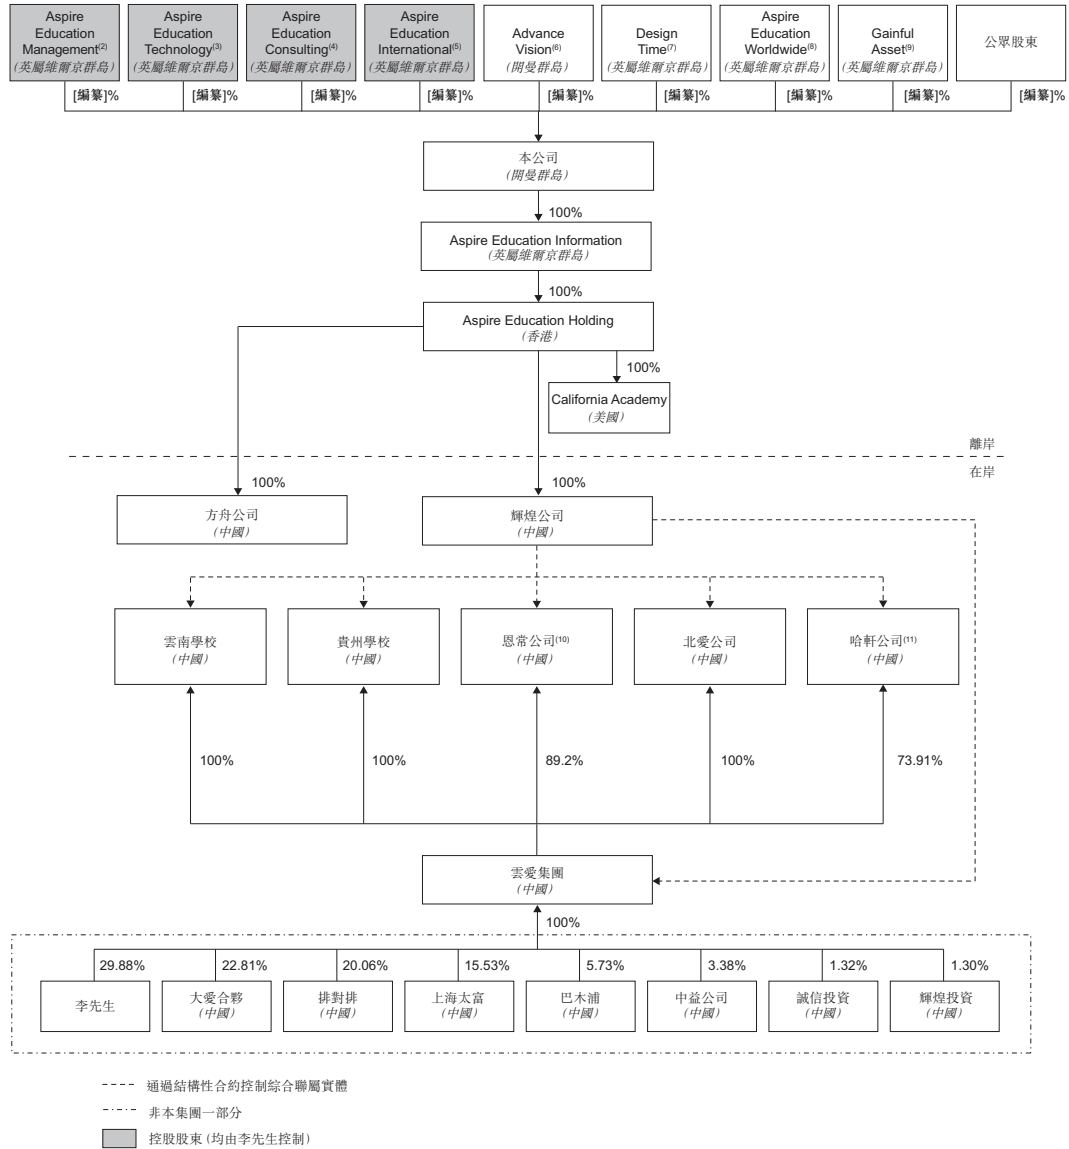 Aspire
Education
Management(2)
(英屬維爾京群島)
Aspire
Education
Technology(3)
(英屬維爾京群島)
Aspire
Education
Consulting(4)
(英屬維爾京群島)
Aspire
Education
International(5)
(英屬維爾京群島)
Advance
Vision(6)
(開曼群島)
Design
Time(7)
(英屬維爾京群島)
Aspire
Education
Worldwide(8)
(英屬維爾京群島)
Gainful
Asset(9)
(英屬維爾京群島)
公眾股東
[編纂]% [編纂]% [編纂]% [編纂]% [編纂]% [編纂]% [編纂]% [編纂]% [編纂]%
本公司
(開曼群島)
100%
Aspire Education Information
(英屬維爾京群島)
100%
Aspire Education Holding
(香港)
100%
California Academy
(美國)
離岸
在岸
100%
100%
方舟公司
(中國)
輝煌公司
(中國)
雲南學校
(中國)
貴州學校
(中國)
恩常公司(10)
(中國)
北愛公司
(中國)
哈軒公司(11)
(中國)
100% 100% 89.2% 100% 73.91%
雲愛集團
(中國)
100%
29.88% 22.81% 20.06% 15.53% 5.73% 3.38% 1.32% 1.30%
李先生
大愛合夥
(中國)
排對排
(中國)
上海太富
(中國)
巴木浦
(中國)
中益公司
(中國)
誠信投資
(中國)
輝煌投資
(中國)
通過結構性合約控制綜合聯屬實體
非本集團一部分
控股股東 (均由李先生控制)